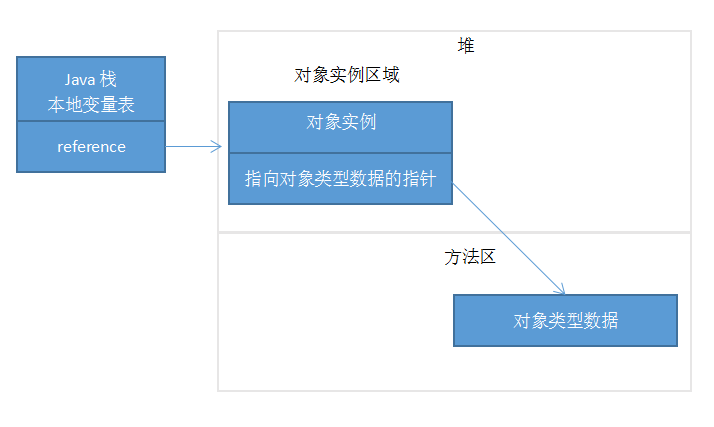 堆
对象实例区域
Java 栈
本地变量表
reference
对象实例
指向对象类型数据的指针
方法区
对象类型数据